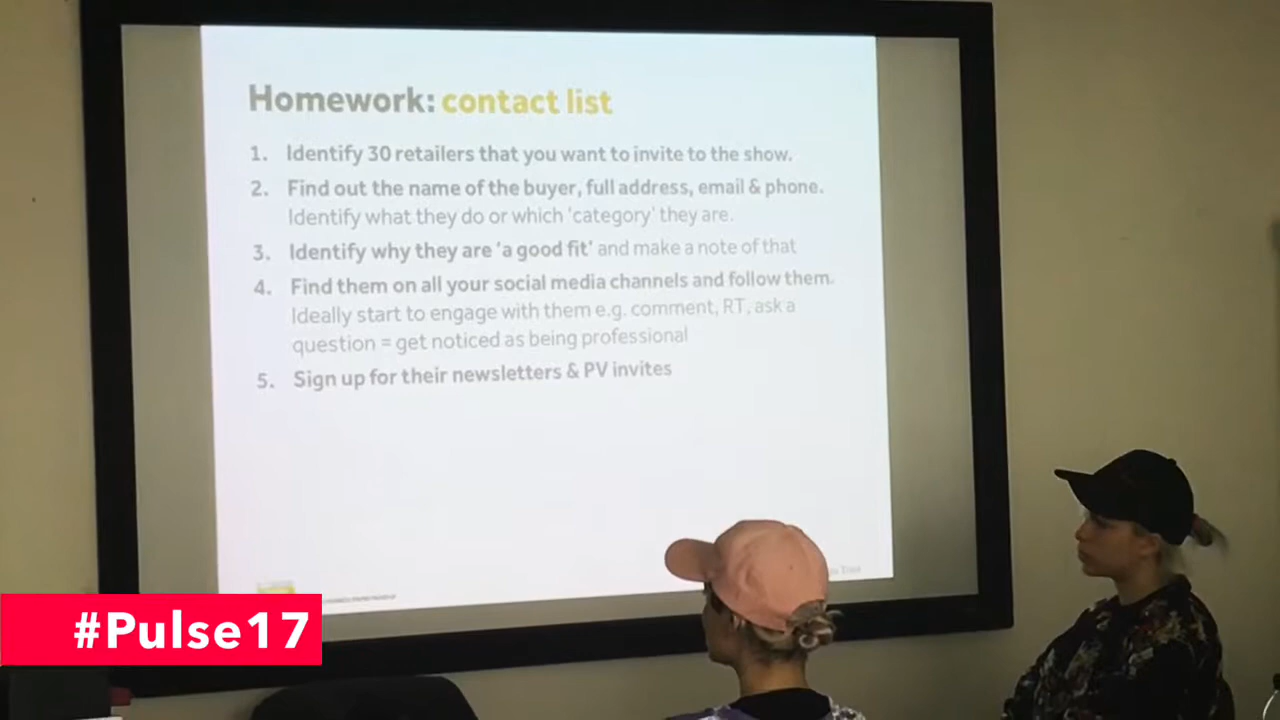 Homework: contact list
1. Identify 30 retailers that you want to invite to the show.
2. Find out the name of the buyer, full address, email & phone.
Identify what they do or which 'category' they are.
3. Identify why they are 'a good fit' and make a note of that
4. Find them on all your social media channels and follow them.
Ideally start to engage with them e.g. comment, RT, ask a
question = get noticed as being professional
5. Sign up for their newsletters & PV invites
#Pulse17